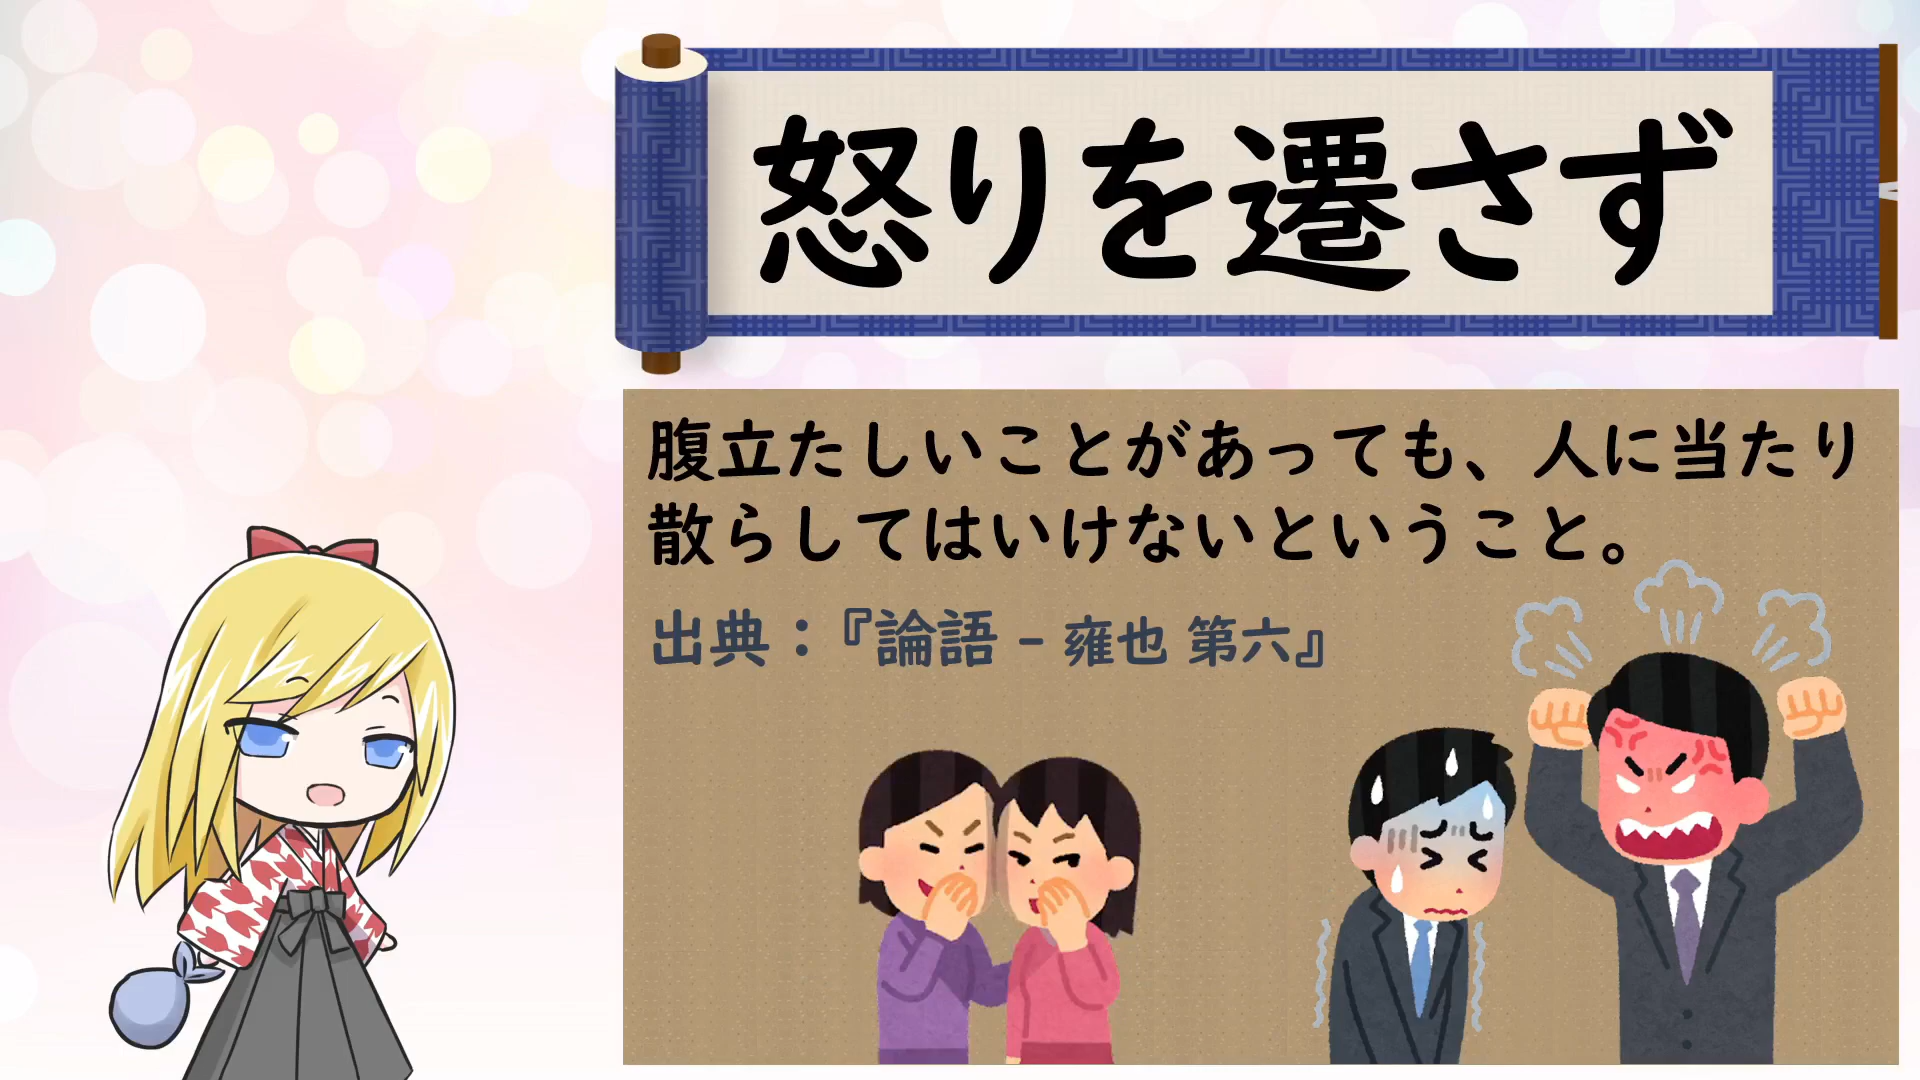 怒りを遷さず
腹立たしいことがあっても、人に当たり
散らしてはいけないということ。
出典：『論語 – 雍也 第六』